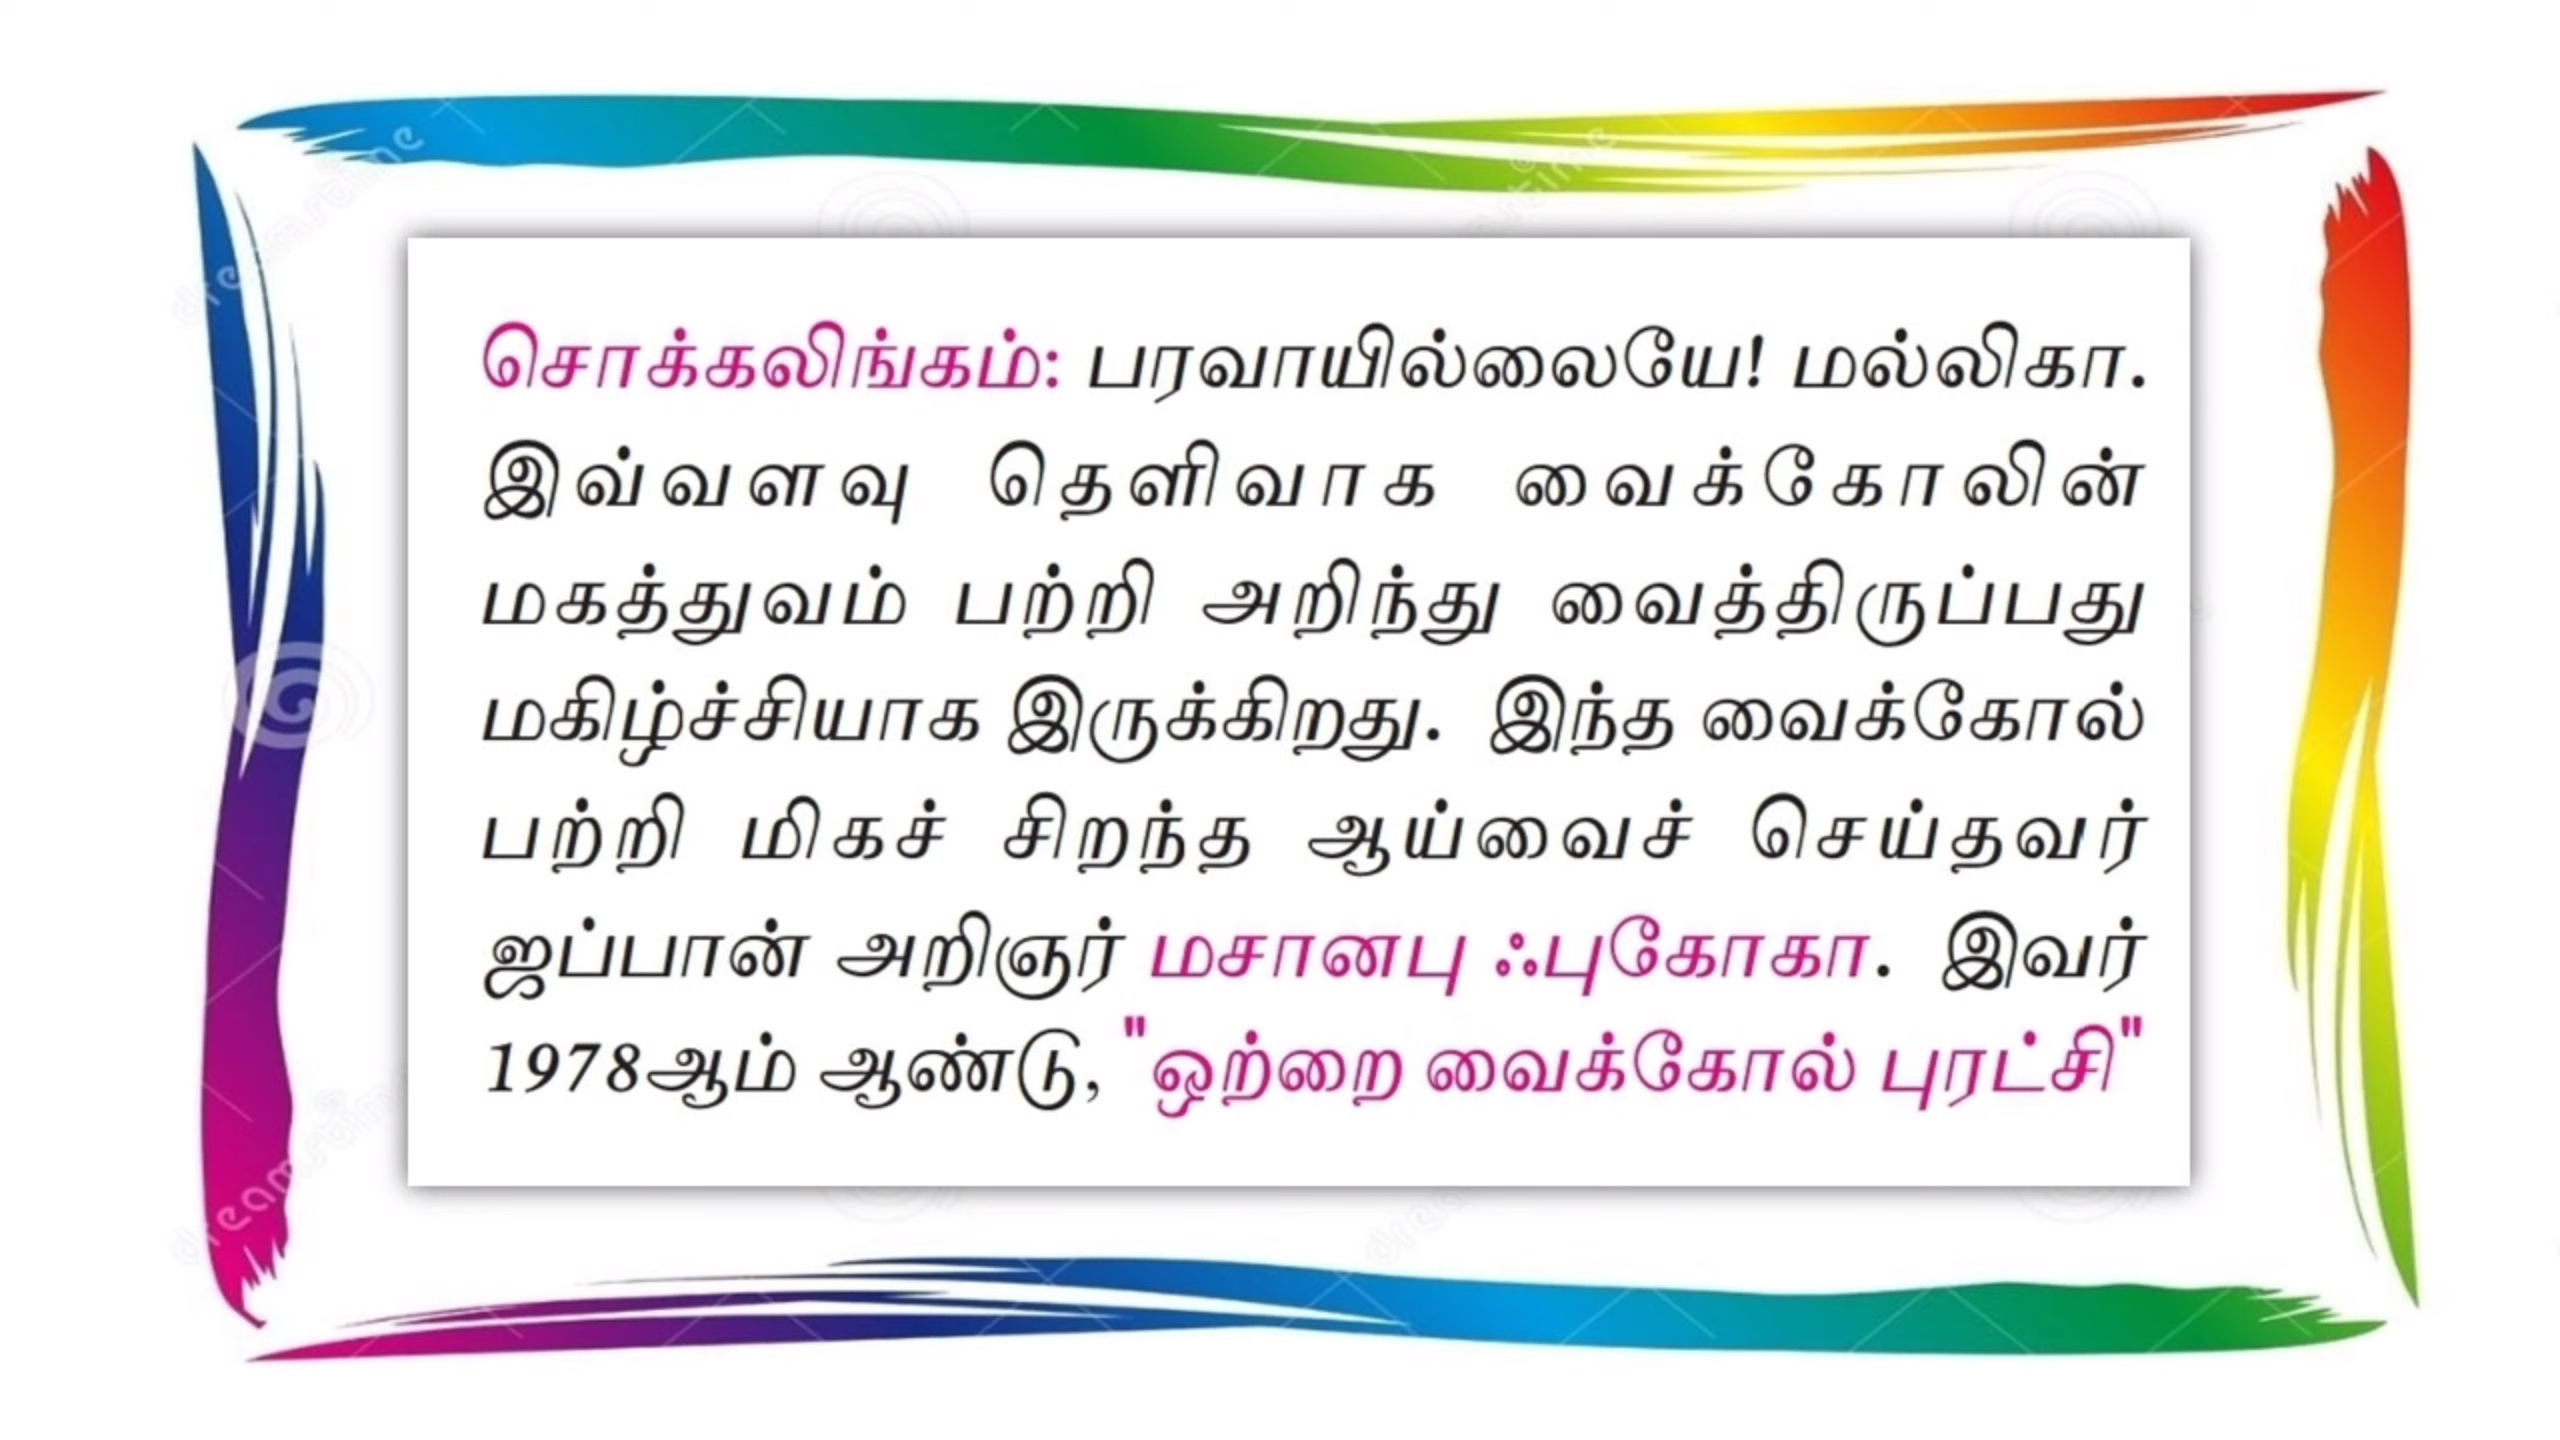 சொக்கலிங்கம்: பரவாயில்லையே! மல்லிகா.
இவ்வளவு தெளிவாக வைக்கோலின்
மகத்துவம் பற்றி அறிந்து வைத்திருப்பது
மகிழ்ச்சியாக இருக்கிறது. இந்த வைக்கோல்
பற்றி மிகச் சிறந்த ஆய்வைச் செய்தவர்
ஜப்பான் அறிஞர் மசானபு ஃபுகோகா. இவர்
1978ஆம் ஆண்டு, "ஒற்றை வைக்கோல் புரட்சி"